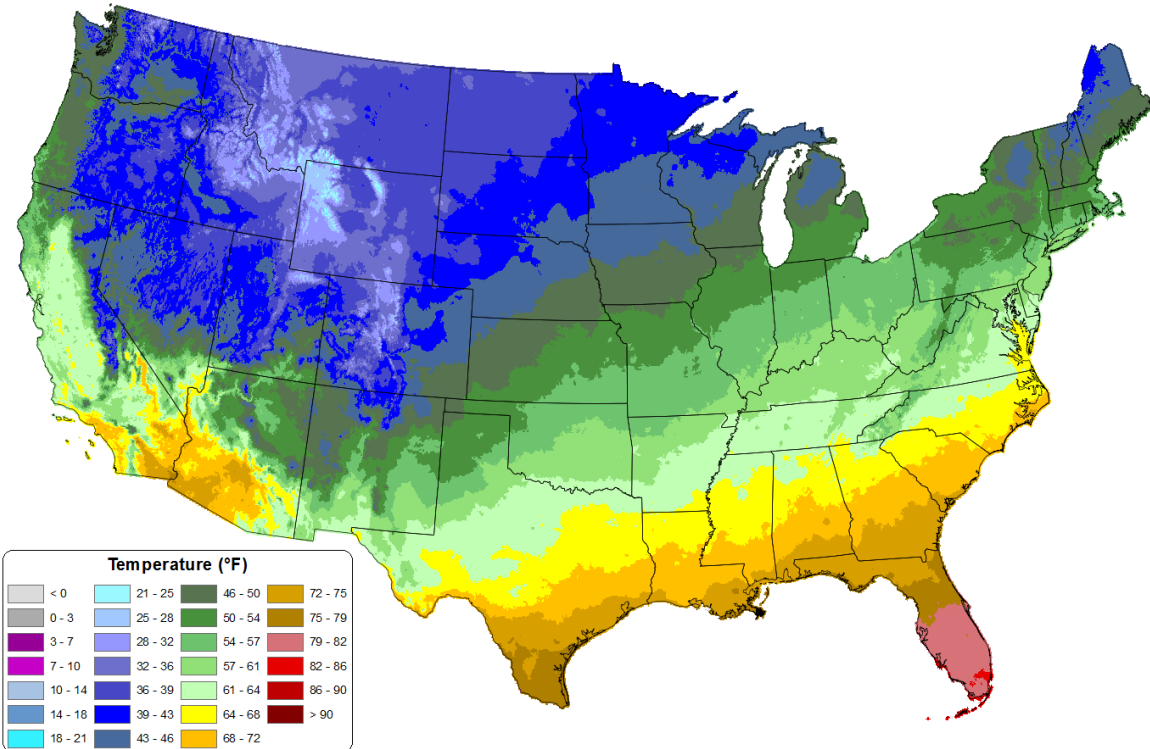 Temperature (°F)
< 0 21 - 25 46 - 50 72 - 75
0 - 3 25 - 28 50 - 54 75 - 79
3 - 7 28 - 32 54 - 57 79 - 82
7 - 10 32 - 36 57 - 61 82 - 86
10 - 14 36 - 39 61 - 64 86 - 90
14 - 18 39 - 43 64 - 68 > 90
18 - 21 43 - 46 68 - 72